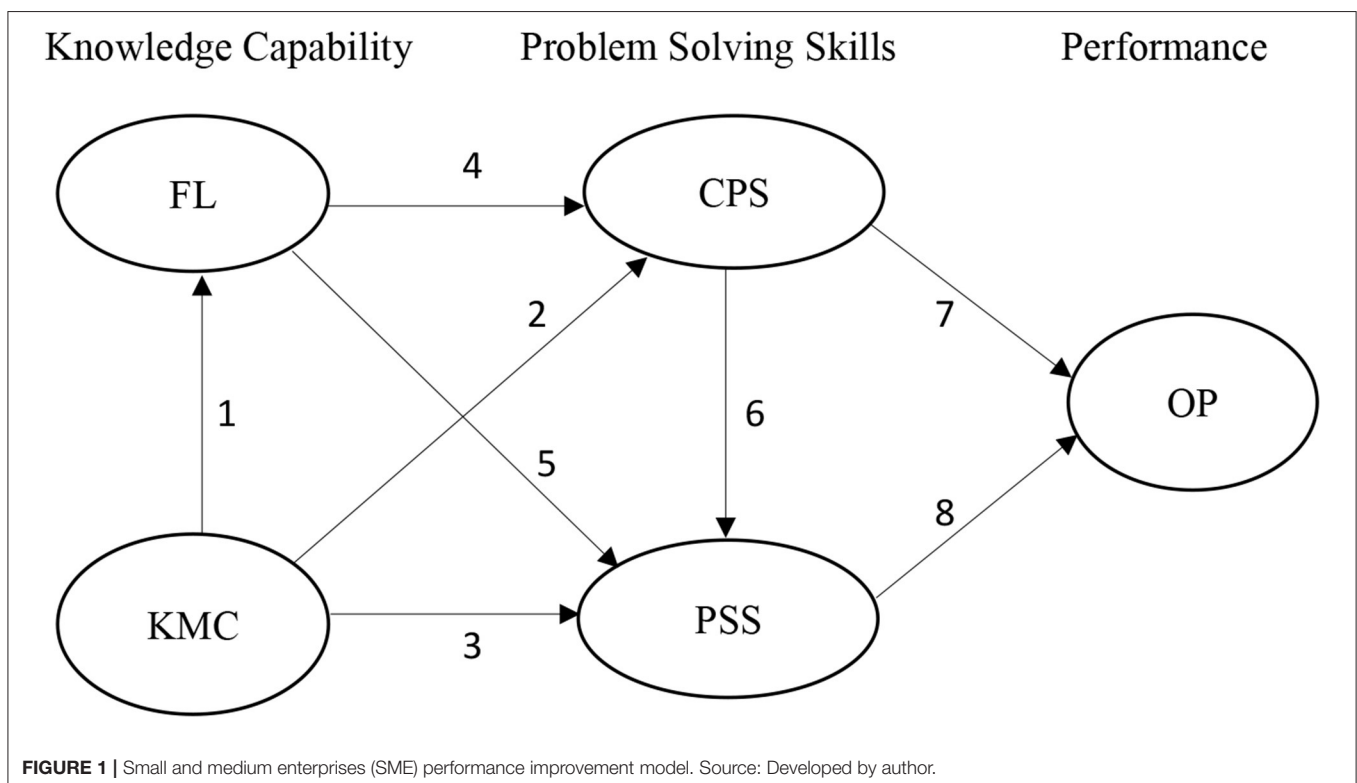 Knowledge Capability Problem Solving Skills Performance
FL
4
CPS
2
7
1
6
OP
5
8
KMC
3
PSS
FIGURE 1 | Small and medium enterprises (SME) performance improvement model. Source: Developed by author.